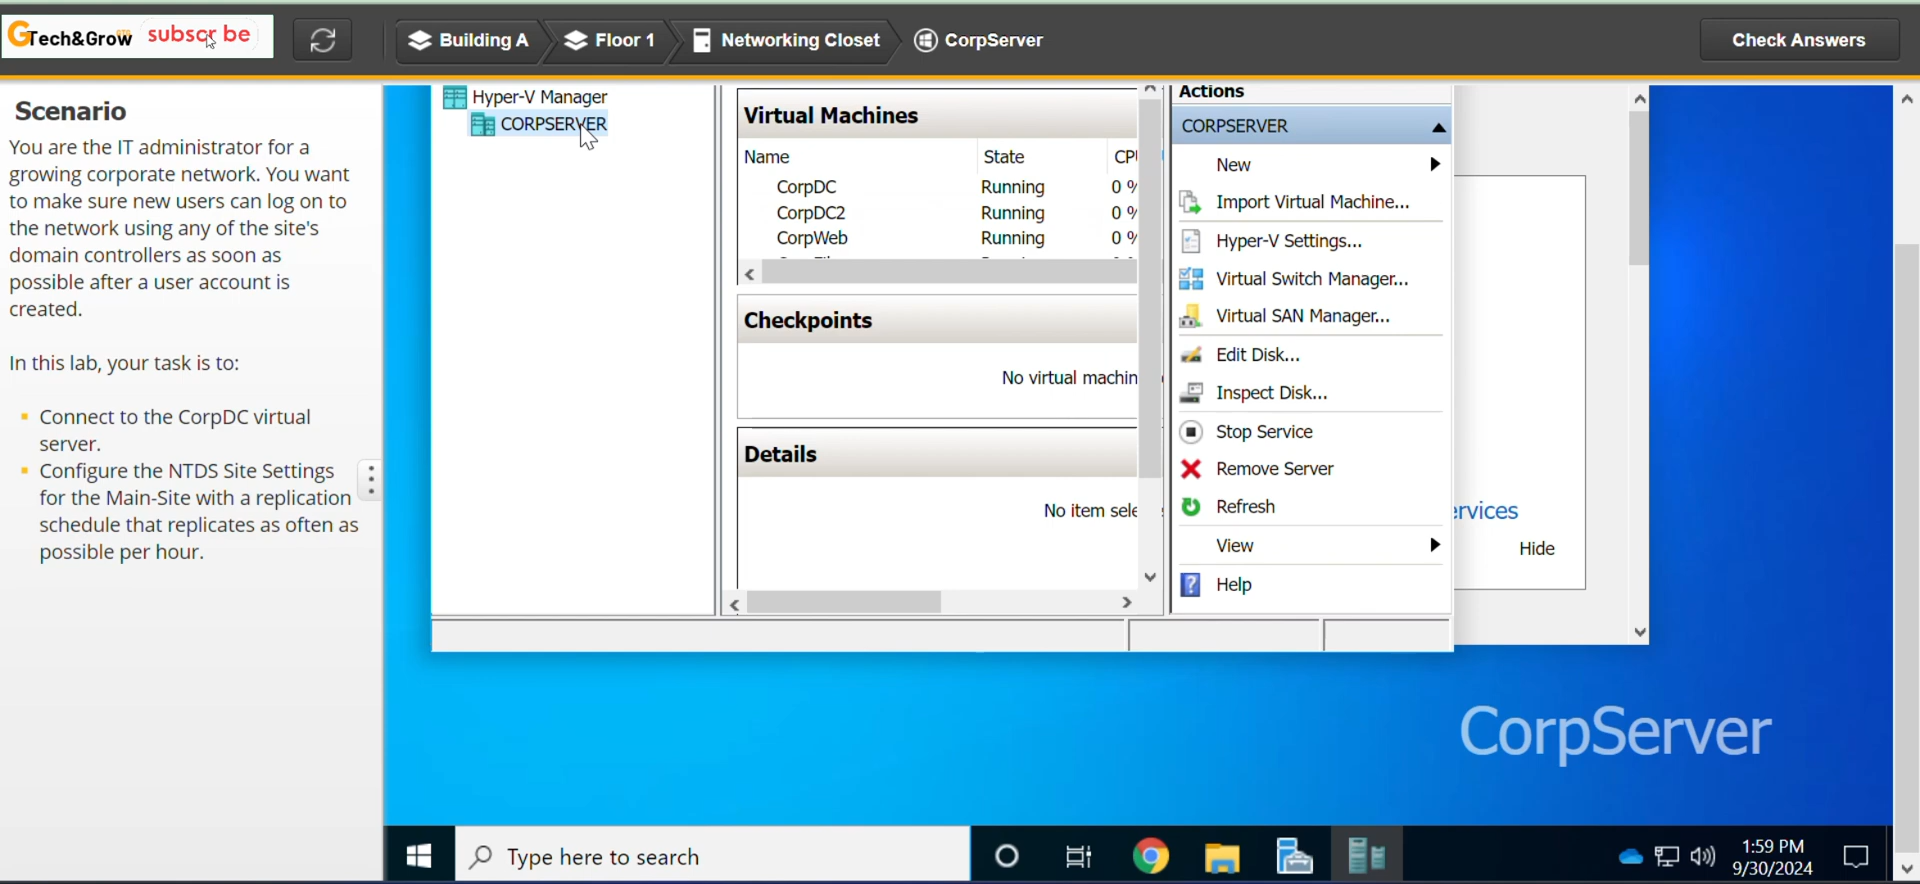 Tech&Grow subscribe
Building A
Floor 1
Networking Closet
CorpServer
Check Answers
Scenario
You are the IT administrator for a
growing corporate network. You want
to make sure new users can log on to
the network using any of the site's
domain controllers as soon as
possible after a user account is
created.
In this lab, your task is to:
Connect to the CorpDC virtual
server.
Configure the NTDS Site Settings
for the Main-Site with a replication
schedule that replicates as often as
possible per hour.
Hyper-V Manager
CORPSERVER
Virtual Machines
Name State CPU
CorpDC Running 0 %
CorpDC2 Running 0 %
CorpWeb Running 0 %
Checkpoints
No virtual machin
Details
No item sele
Actions
CORPSERVER
New
Import Virtual Machine...
Hyper-V Settings...
Virtual Switch Manager...
Virtual SAN Manager...
Edit Disk...
Inspect Disk...
Stop Service
Remove Server
Refresh
View
Help
ervices
Hide
CorpServer
Type here to search
1:59 PM
9/30/2024